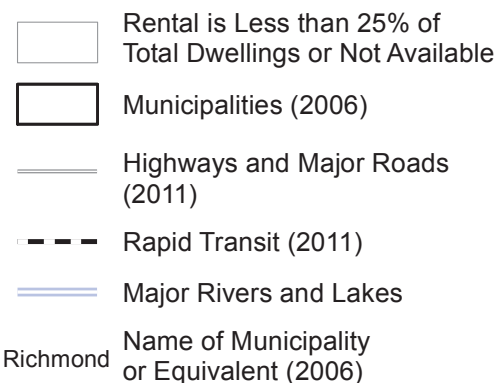 Rental is Less than 25% of
Total Dwellings or Not Available
Municipalities (2006)
Highways and Major Roads
(2011)
Rapid Transit (2011)
Major Rivers and Lakes
Richmond
Name of Municipality
or Equivalent (2006)